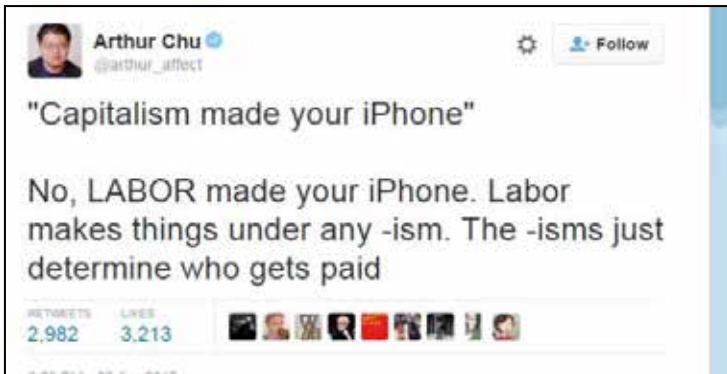 Arthur Chu
@arthur_affect
Follow
"Capitalism made your iPhone"
No, LABOR made your iPhone. Labor
makes things under any -ism. The -isms just
determine who gets paid
RETWEETS LIKES
2,982 3,213